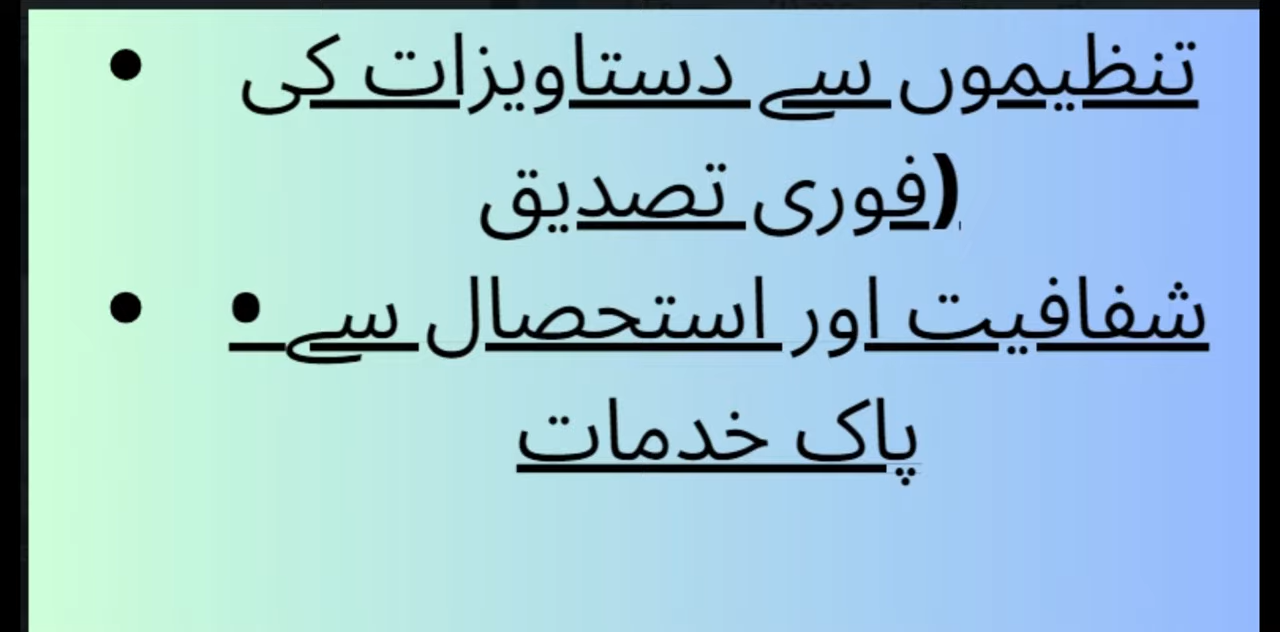 • تنظیموں سے دستاویزات کی
(فوری تصدیق
• شفافیت اور استحصال سے •
پاک خدمات